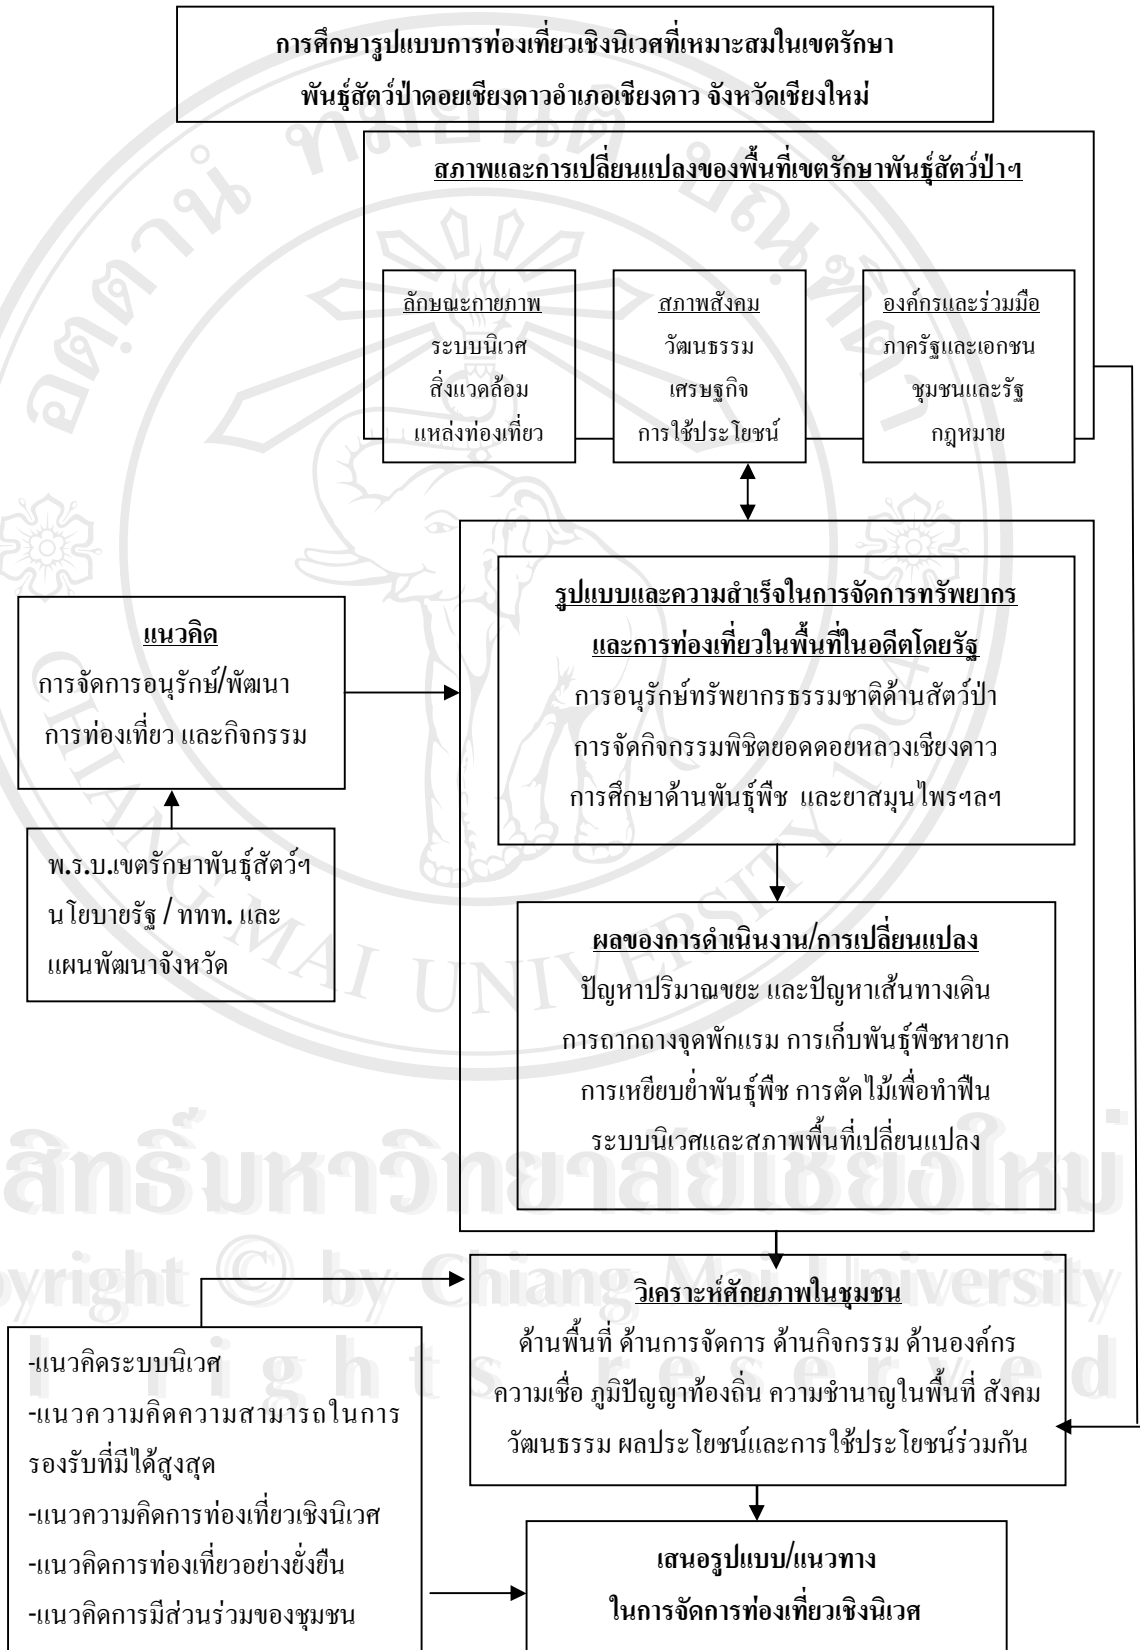 การศึกษารูปแบบการท่องเที่ยวเชิงนิเวศที่เหมาะสมในเขตรักษา
พันธุ์สัตว์ป่าดอยเชียงดาวอำเภอเชียงดาว จังหวัดเชียงใหม่
สภาพและการเปลี่ยนแปลงของพื้นที่เขตรักษาพันธุ์สัตว์ป่าฯ
ลักษณะกายภาพ
ระบบนิเวศ
สิ่งแวดล้อม
แหล่งท่องเที่ยว
สภาพสังคม
วัฒนธรรม
เศรษฐกิจ
การใช้ประโยชน์
องค์กรและร่วมมือ
ภาครัฐและเอกชน
ชุมชนและรัฐ
กฎหมาย
รูปแบบและความสำเร็จในการจัดการทรัพยากร
และการท่องเที่ยวในพื้นที่ในอดีตโดยรัฐ
การอนุรักษ์ทรัพยากรธรรมชาติด้านสัตว์ป่า
การจัดกิจกรรมพิชิตยอดดอยหลวงเชียงดาว
การศึกษาด้านพันธุ์พืช และยาสมุนไพรฯลฯ
แนวคิด
การจัดการอนุรักษ์/พัฒนา
การท่องเที่ยว และกิจกรรม
พ.ร.บ.เขตรักษาพันธุ์สัตว์ฯ
นโยบายรัฐ / ททท. และ
แผนพัฒนาจังหวัด
ผลของการดำเนินงาน/การเปลี่ยนแปลง
ปัญหาปริมาณขยะ และปัญหาเส้นทางเดิน
การถากถางจุดพักแรม การเก็บพันธุ์พืชหายาก
การเหยียบย่ำพันธุ์พืช การตัดไม้เพื่อทำฟืน
ระบบนิเวศและสภาพพื้นที่เปลี่ยนแปลง
วิเคราะห์ศักยภาพในชุมชน
ด้านพื้นที่ ด้านการจัดการ ด้านกิจกรรม ด้านองค์กร
ความเชื่อ ภูมิปัญญาท้องถิ่น ความชำนาญในพื้นที่ สังคม
วัฒนธรรม ผลประโยชน์และการใช้ประโยชน์ร่วมกัน
-แนวคิดระบบนิเวศ
-แนวความคิดความสามารถในการ
รองรับที่มีได้สูงสุด
-แนวความคิดการท่องเที่ยวเชิงนิเวศ
-แนวคิดการท่องเที่ยวอย่างยั่งยืน
-แนวคิดการมีส่วนร่วมของชุมชน
เสนอรูปแบบ/แนวทาง
ในการจัดการท่องเที่ยวเชิงนิเวศ
CHIANG MAI UNIVERSITY
สิทธิ์มหาวิทยาลัยเชียงใหม่
pyright © by Chiang Mai University
rights reserved